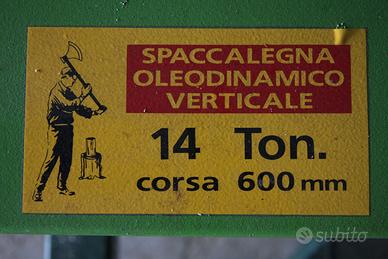 SPACCALEGNA
OLEODINAMICO
VERTICALE
14 Ton.
corsa 600 mm
subito